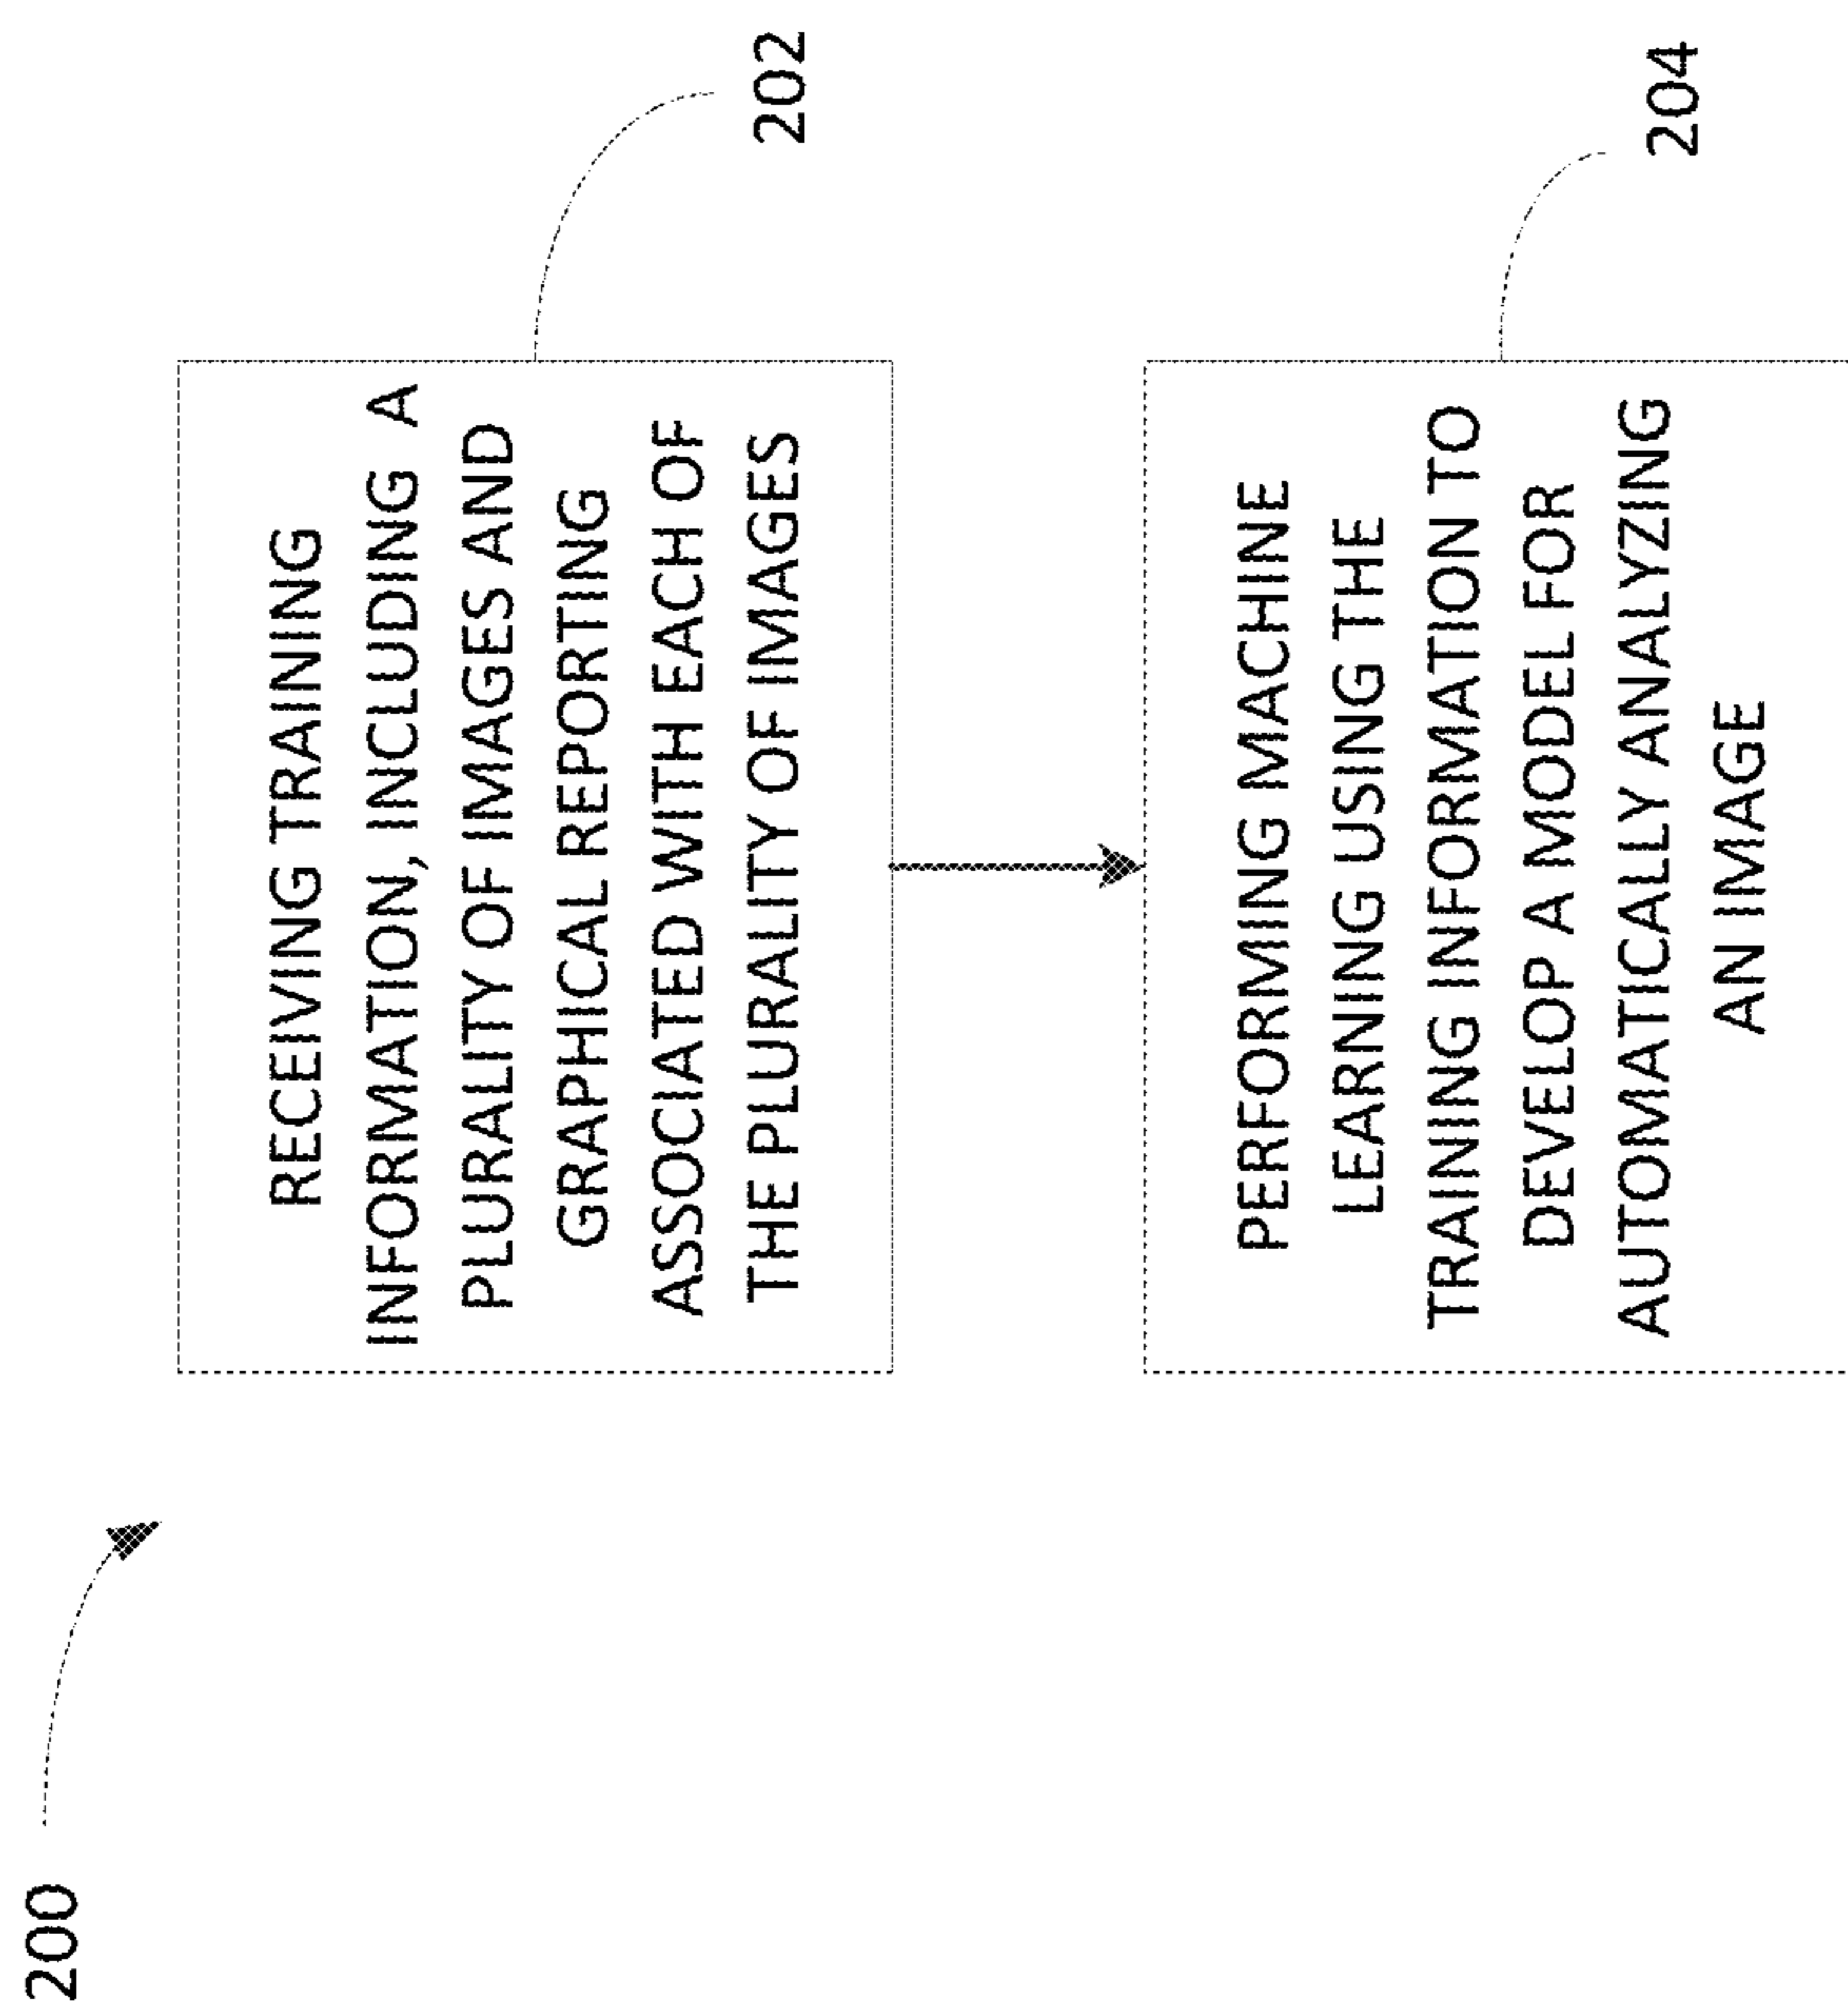 200
RECEIVING TRAINING
INFORMATION, INCLUDING A
PLURALITY OF IMAGES AND
GRAPHICAL REPORTING
ASSOCIATED WITH EACH OF
THE PLURALITY OF IMAGES
202
PERFORMING MACHINE
LEARNING USING THE
TRAINING INFORMATION TO
DEVELOP A MODEL FOR
AUTOMATICALLY ANALYZING
AN IMAGE
204